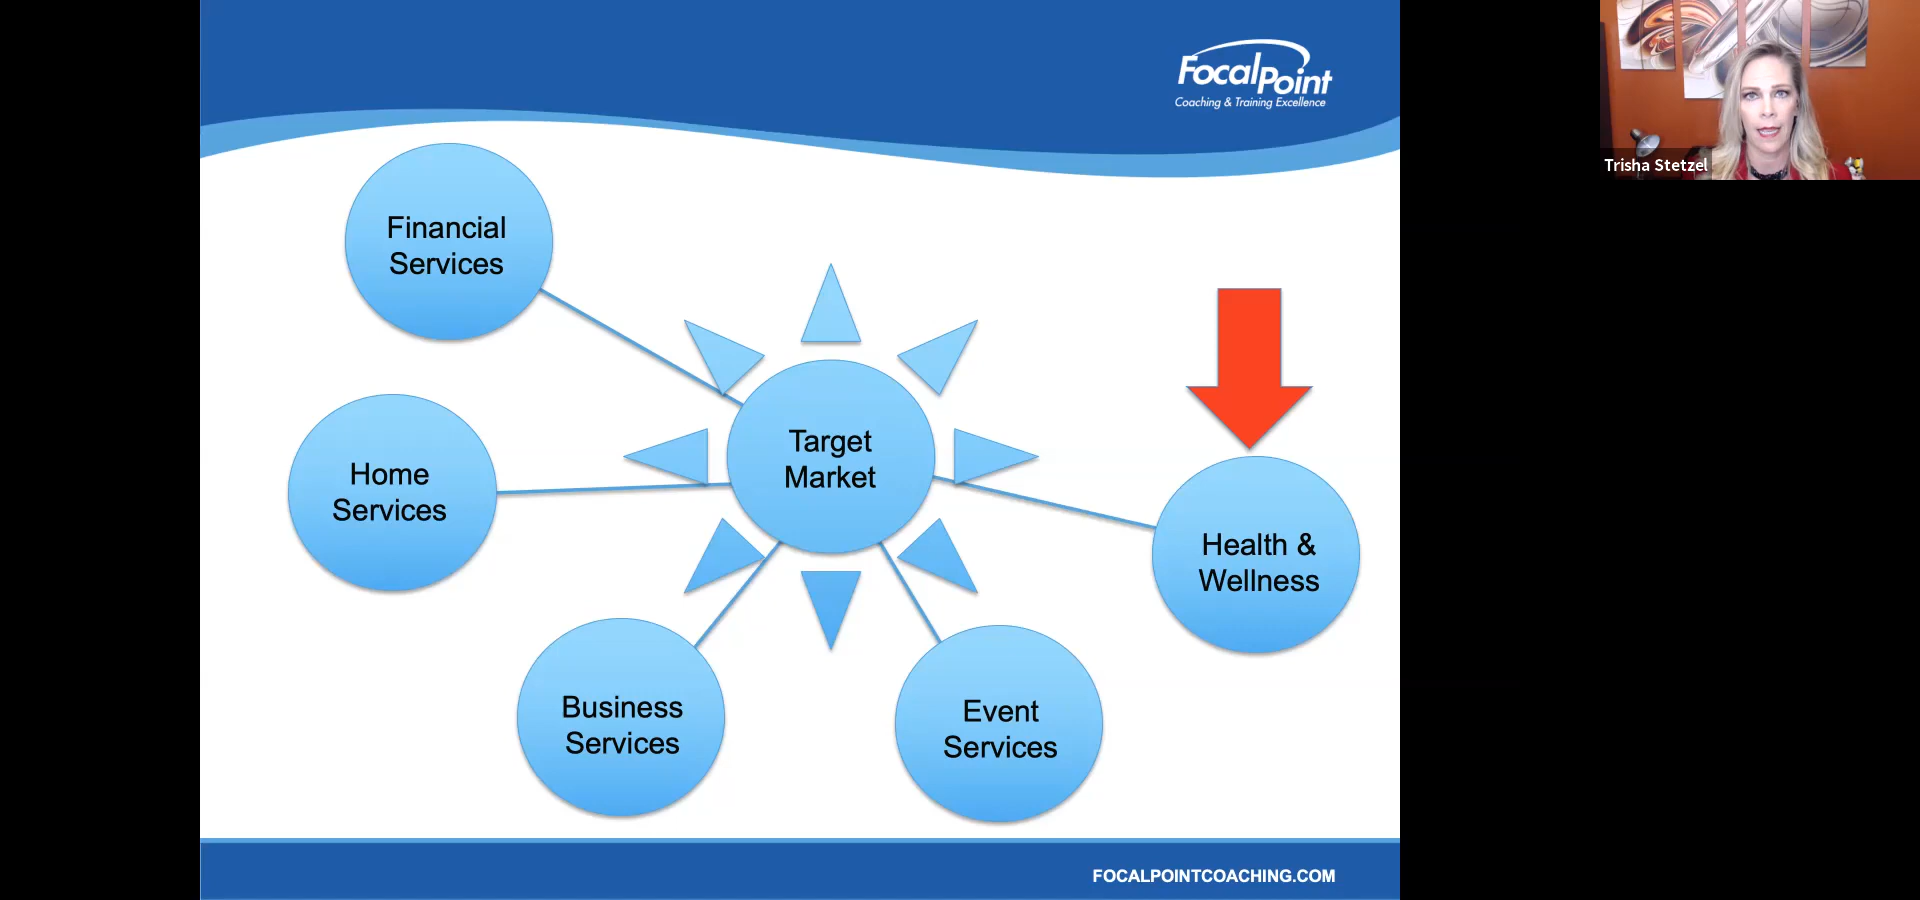 FocalPoint
Coaching & Training Excellence
Trisha Stetzel
Financial
Services
Target
Market
Home
Services
Health &
Wellness
Business
Services
Event
Services
FOCALPOINTCOACHING.COM